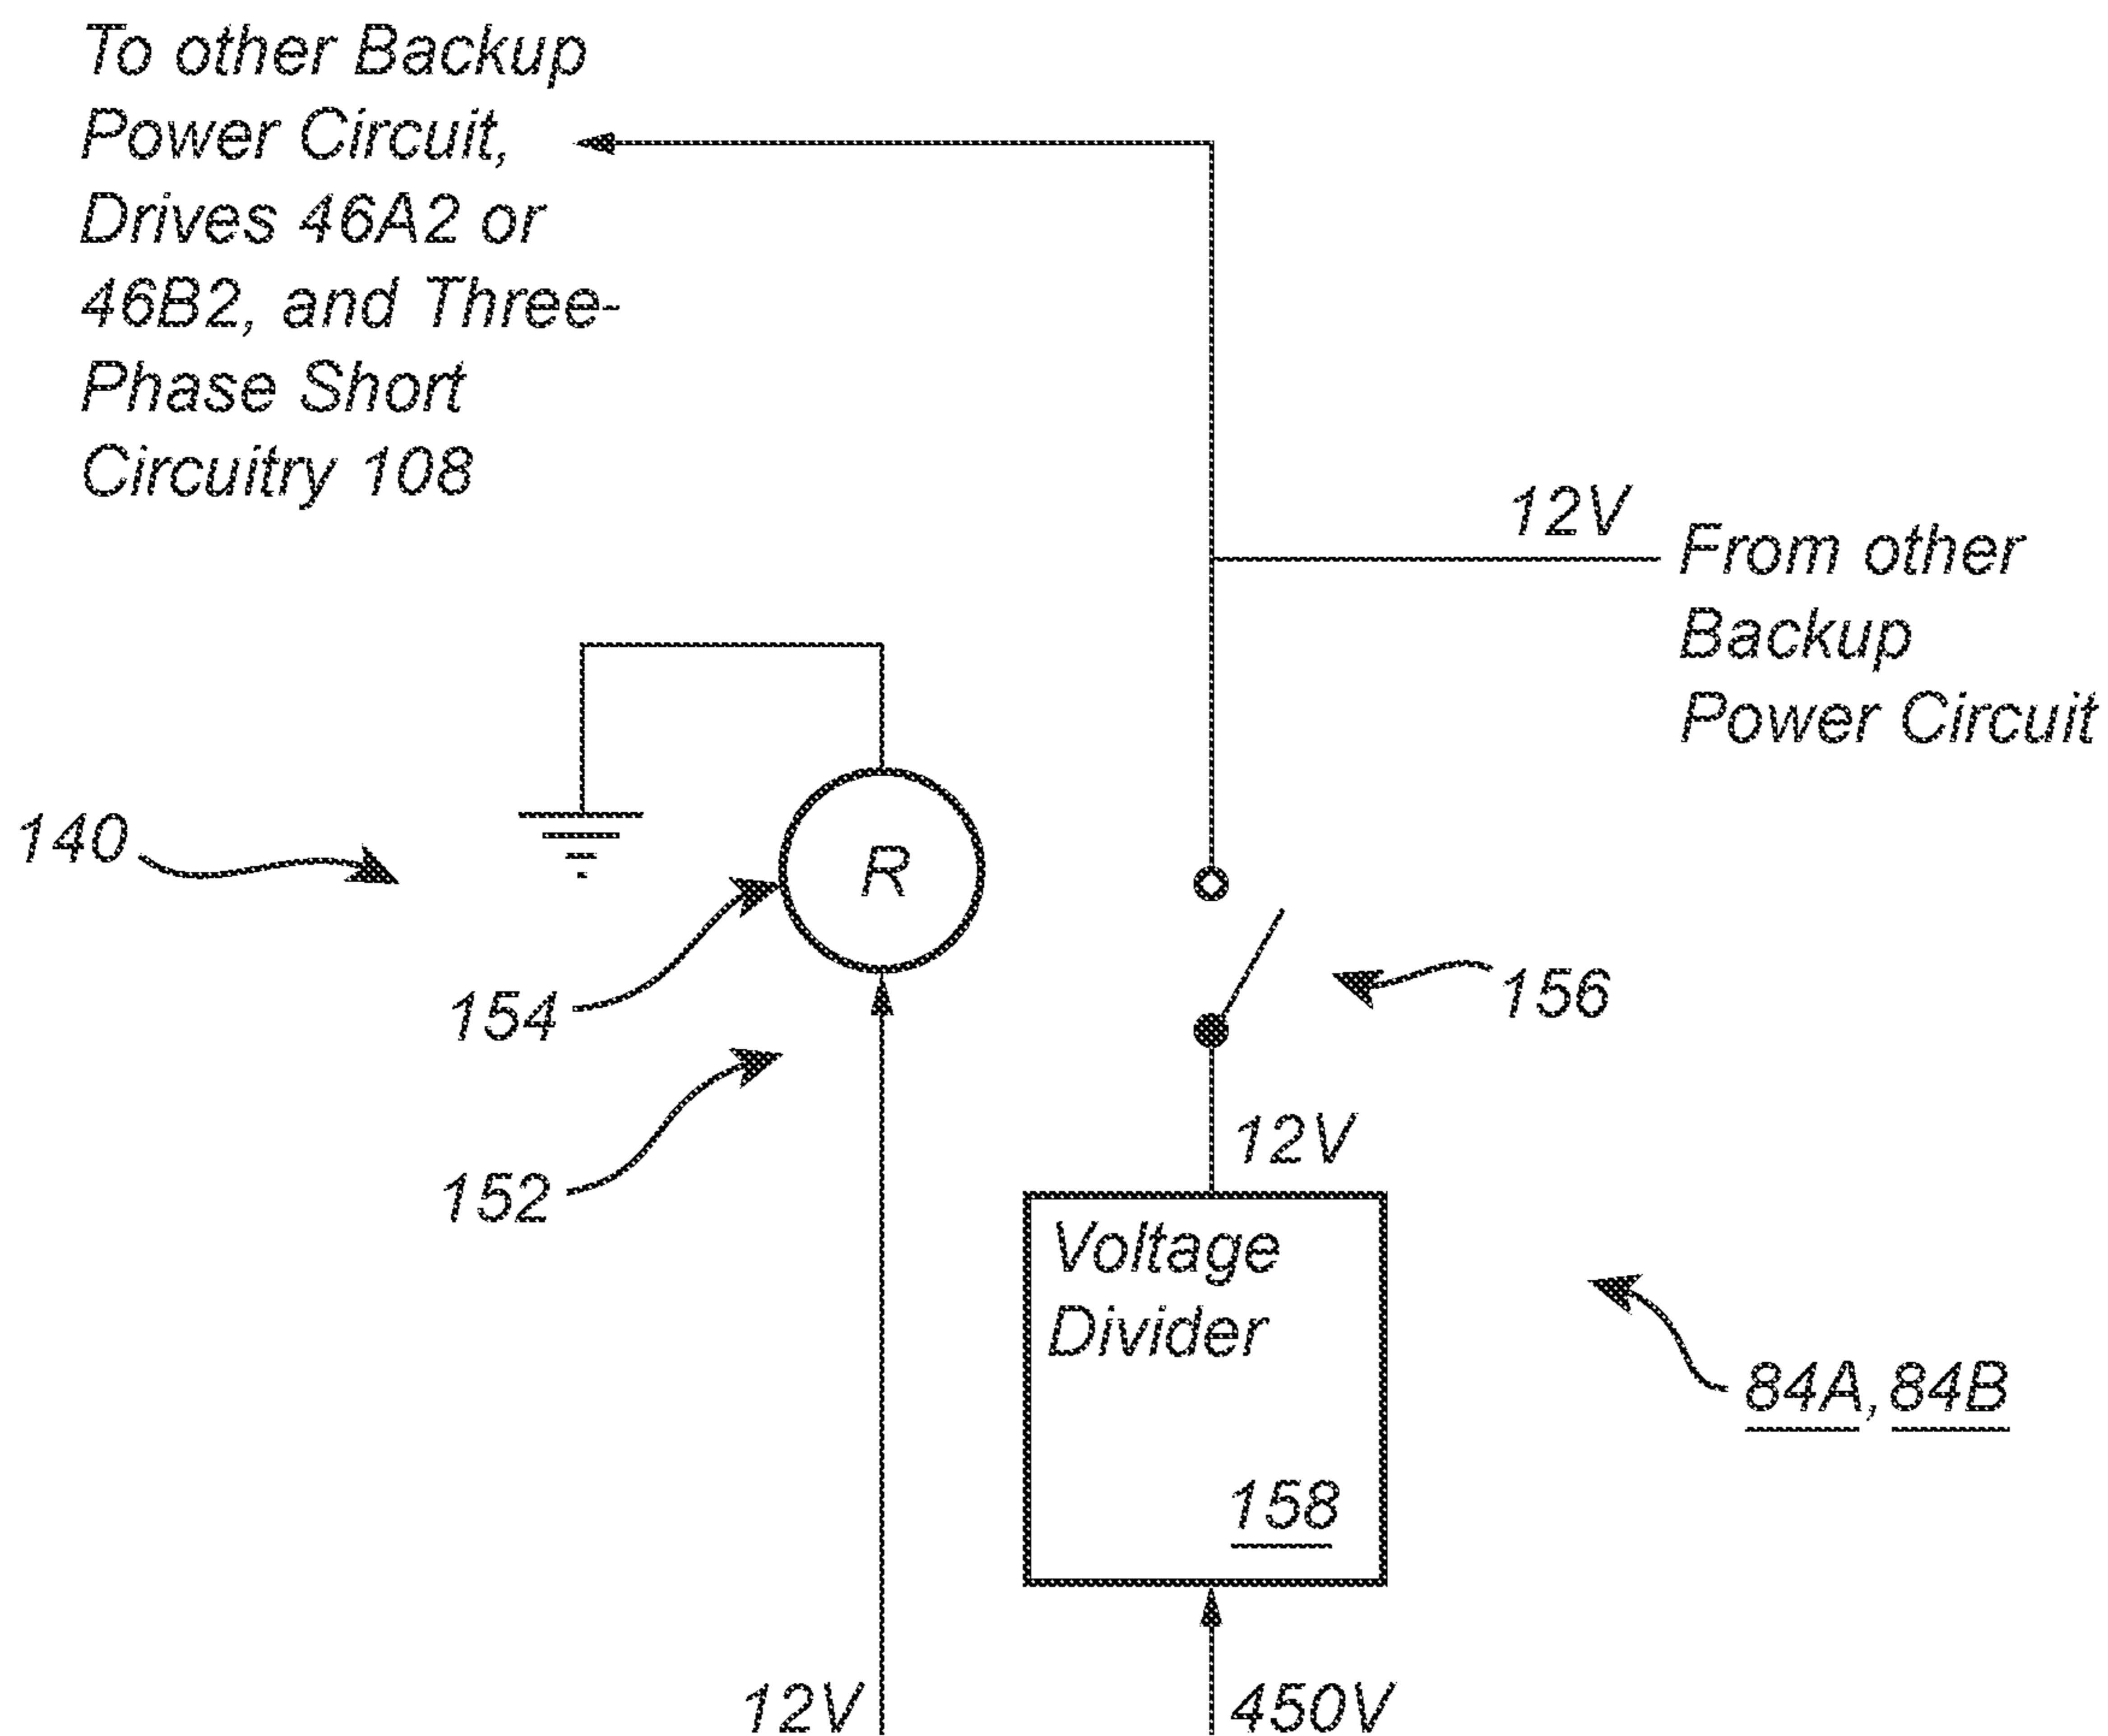 To other Backup
Power Circuit,
Drives 46A2 or
46B2, and Three-
Phase Short
Circuitry 108
12V
From other
Backup
Power Circuit
140
R
154
156
152
12V
Voltage
Divider
158
84A, 84B
12V
450V